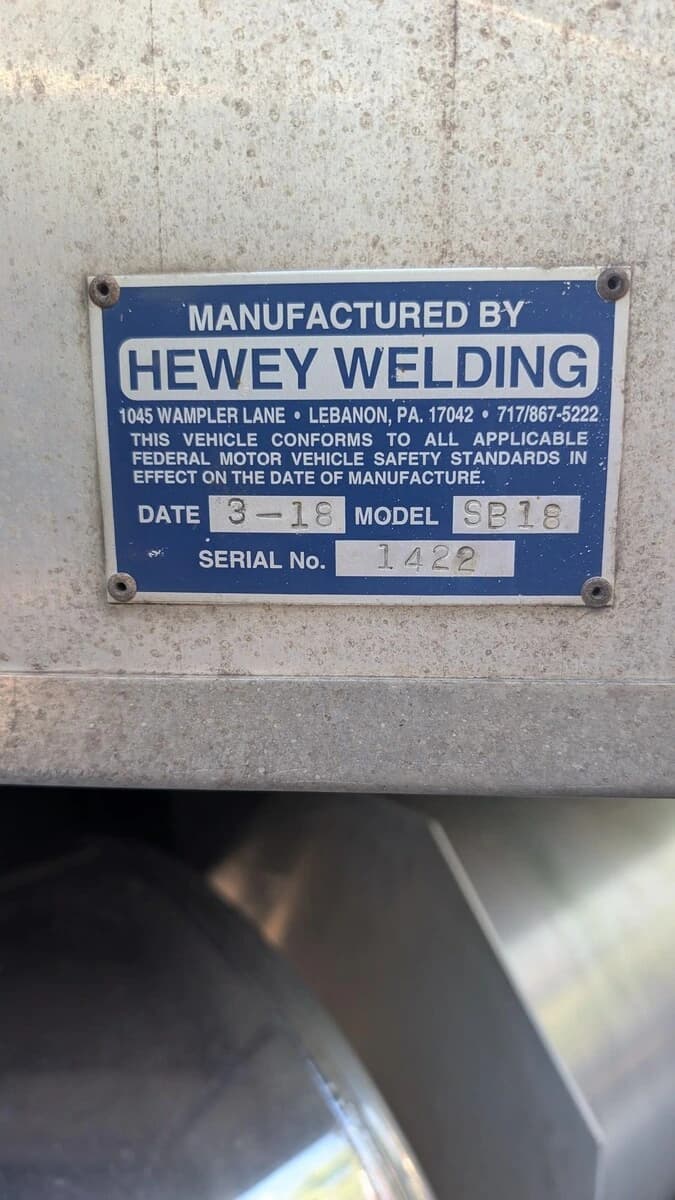 MANUFACTURED BY
HEWEY WELDING
1045 WAMPLER LANE • LEBANON, PA. 17042 • 717/867-5222
THIS VEHICLE CONFORMS TO ALL APPLICABLE
FEDERAL MOTOR VEHICLE SAFETY STANDARDS IN
EFFECT ON THE DATE OF MANUFACTURE.
DATE 3-18 MODEL SB18
SERIAL No. 1422